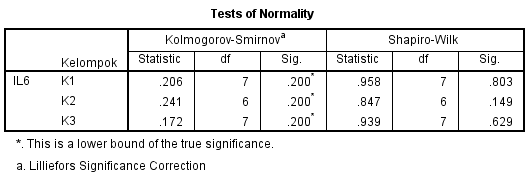 Tests of Normality
Kolmogorov-Smirnovᵃ Shapiro-Wilk
Kelompok Statistic df Sig. Statistic df Sig.
IL6 K1 .206 7 .200* .958 7 .803
K2 .241 6 .200* .847 6 .149
K3 .172 7 .200* .939 7 .629
*. This is a lower bound of the true significance.
a. Lilliefors Significance Correction